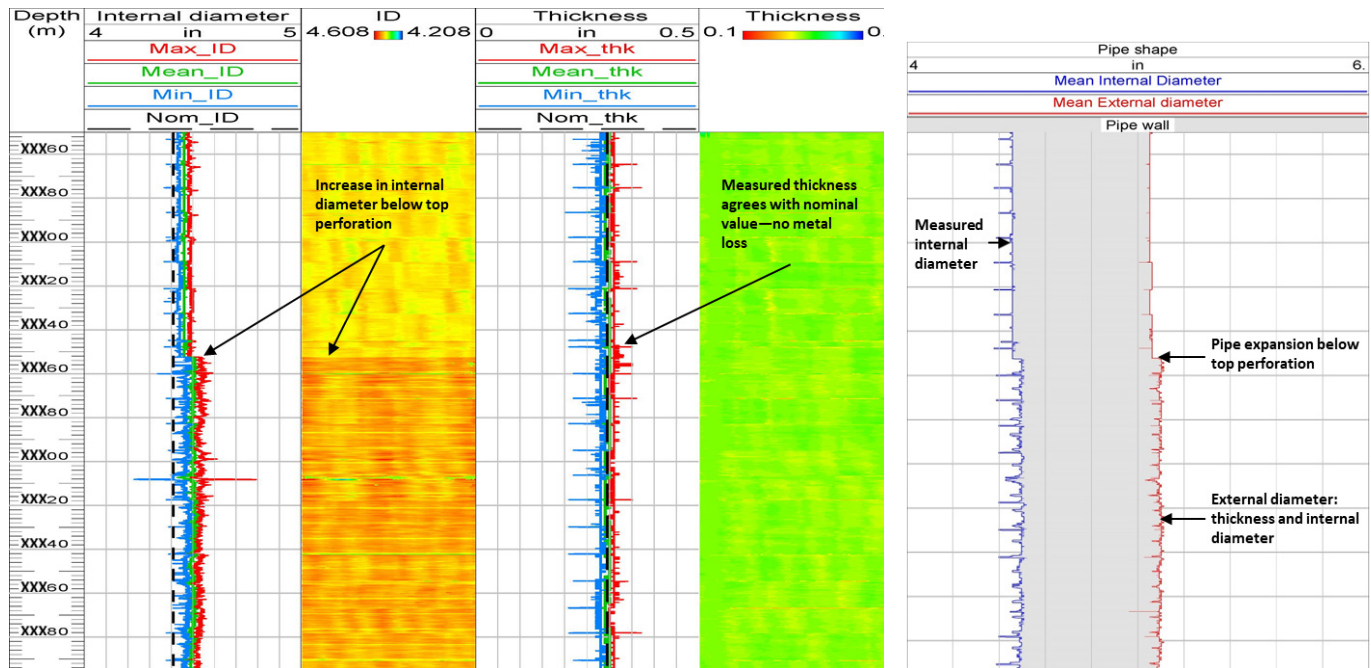 Depth
(m)
Internal diameter
4 in 5
Max_ID
Mean_ID
Min_ID
Nom_ID
ID
4.608 4.208
Thickness
0 in 0.5
Max_thk
Mean_thk
Min_thk
Nom_thk
Thickness
0.1 0.
XXX60
XXX80
XXX00
XXX20
XXX40
XXX60
XXX80
XXX00
XXX20
XXX40
XXX60
XXX80
Increase in internal
diameter below top
perforation
Measured thickness
agrees with nominal
value—no metal
loss
Pipe shape
4 in 6.
Mean Internal Diameter
Mean External diameter
Pipe wall
Measured
internal
diameter
Pipe expansion below
top perforation
External diameter:
thickness and internal
diameter